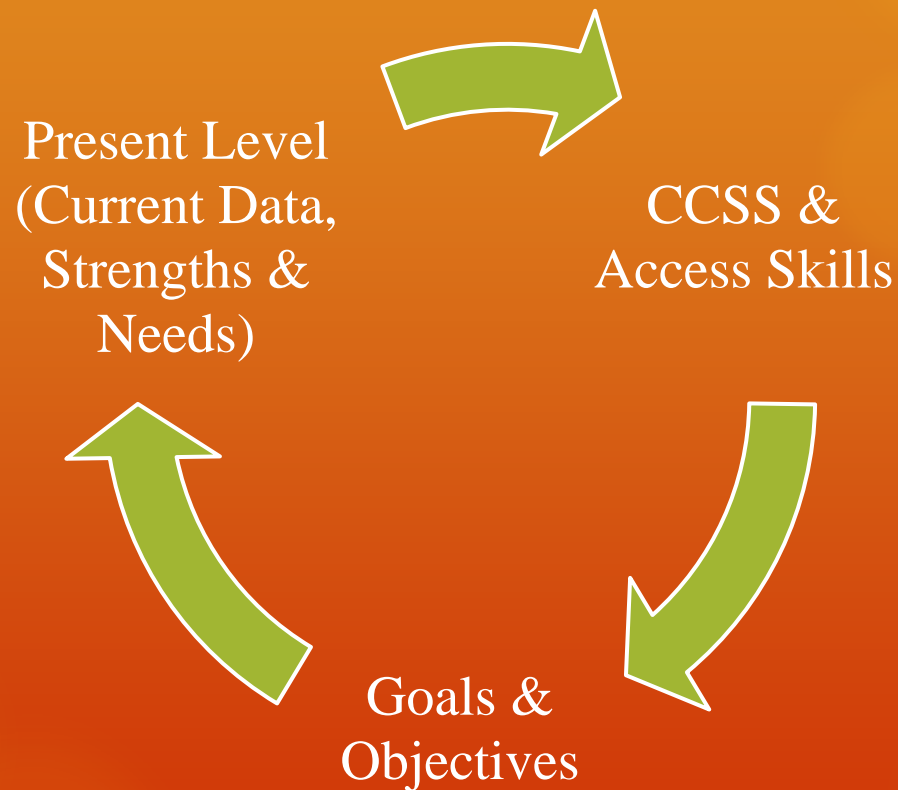 Present Level
(Current Data,
Strengths &
Needs)
CCSS &
Access Skills
Goals &
Objectives